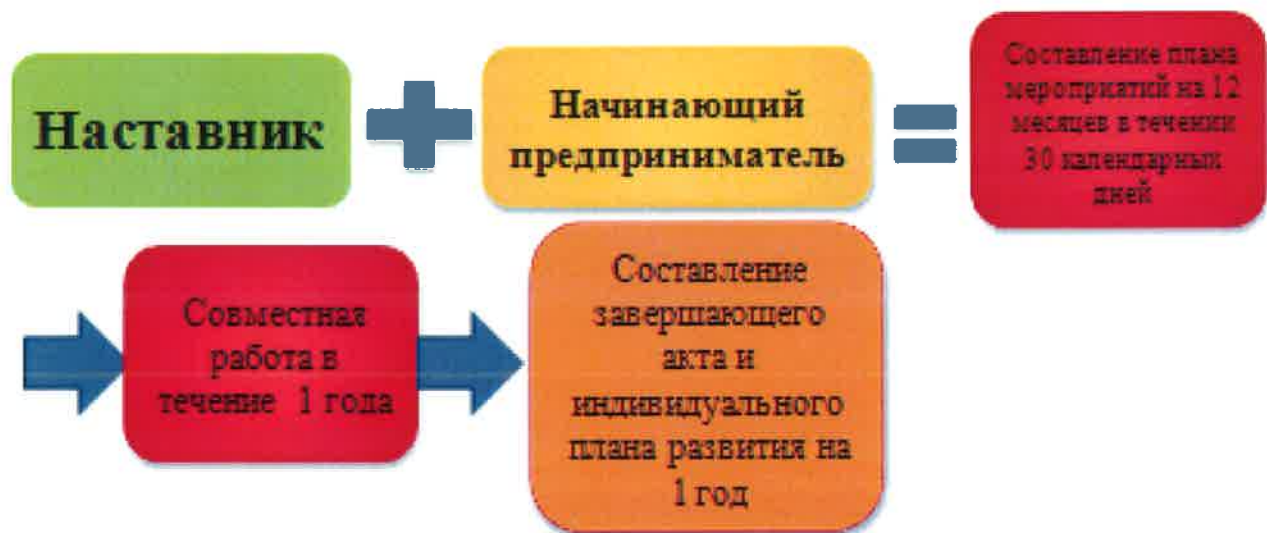 Наставник
Начинающий
предприниматель
Составление плана
мероприятий на 12
месяцев в течении
30 календарных
дней
Совместная
работа в
течение 1 года
Составление
завершающего
акта и
индивидуального
плана развития на
1 год